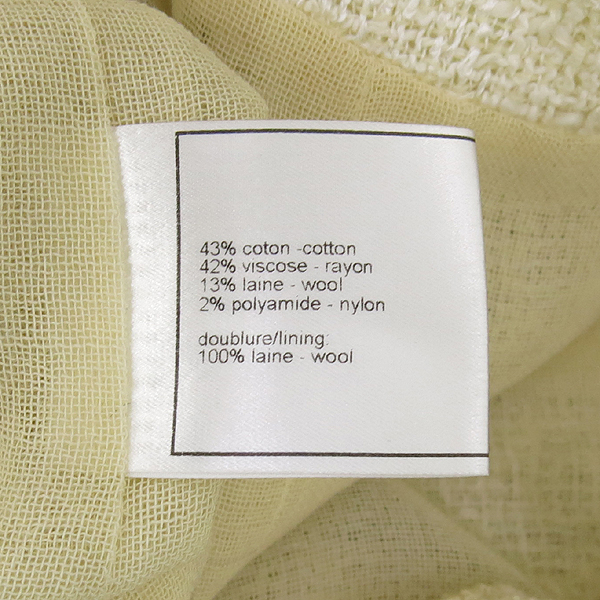 43% coton -cotton
42% viscose - rayon
13% laine - wool
2% polyamide - nylon
doublure/lining:
100% laine - wool